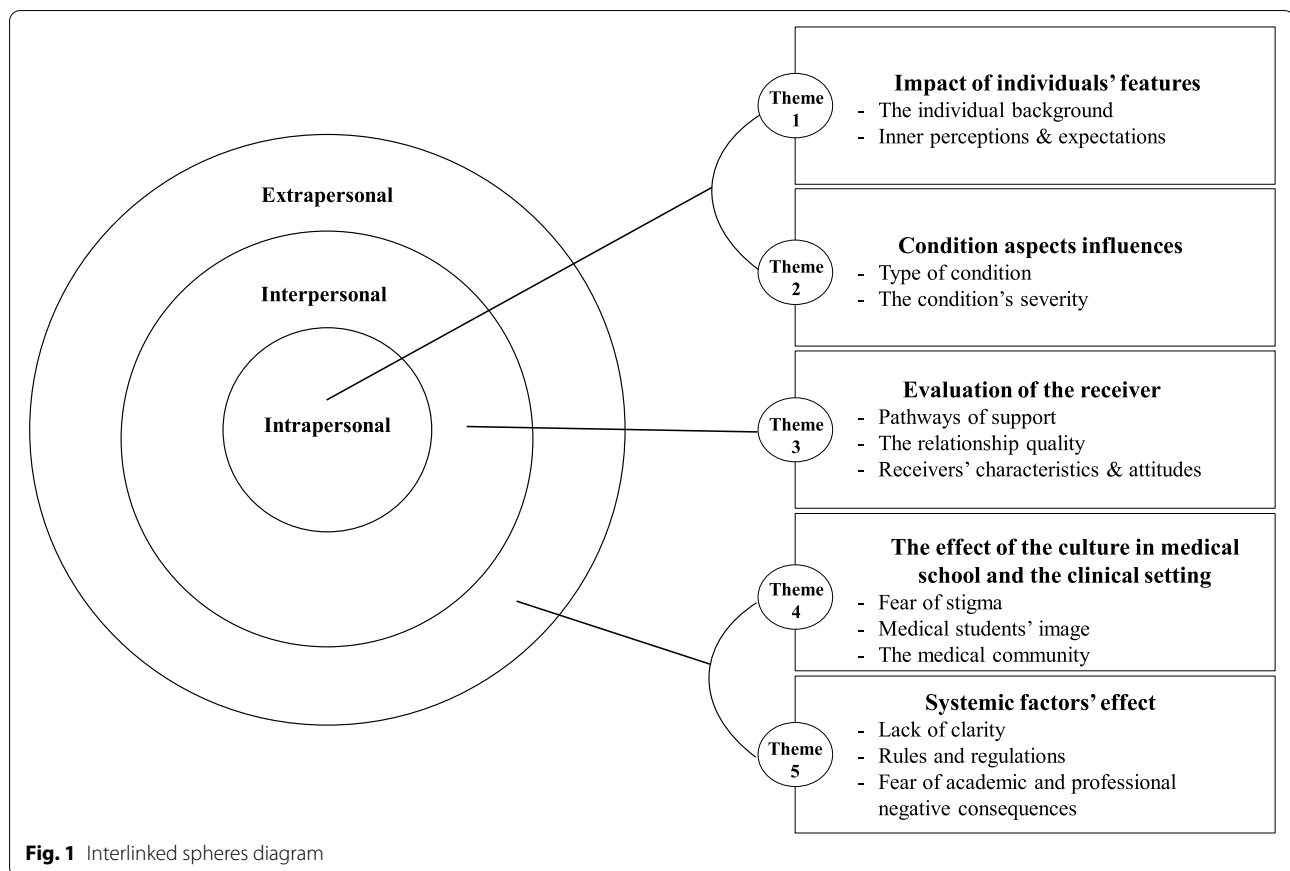 Extrapersonal
Interpersonal
Intrapersonal
Theme
1
Impact of individuals’ features
- The individual background
- Inner perceptions & expectations
Theme
2
Condition aspects influences
- Type of condition
- The condition’s severity
Theme
3
Evaluation of the receiver
- Pathways of support
- The relationship quality
- Receivers’ characteristics & attitudes
Theme
4
The effect of the culture in medical
school and the clinical setting
- Fear of stigma
- Medical students’ image
- The medical community
Theme
5
Systemic factors’ effect
- Lack of clarity
- Rules and regulations
- Fear of academic and professional
negative consequences
Fig. 1 Interlinked spheres diagram